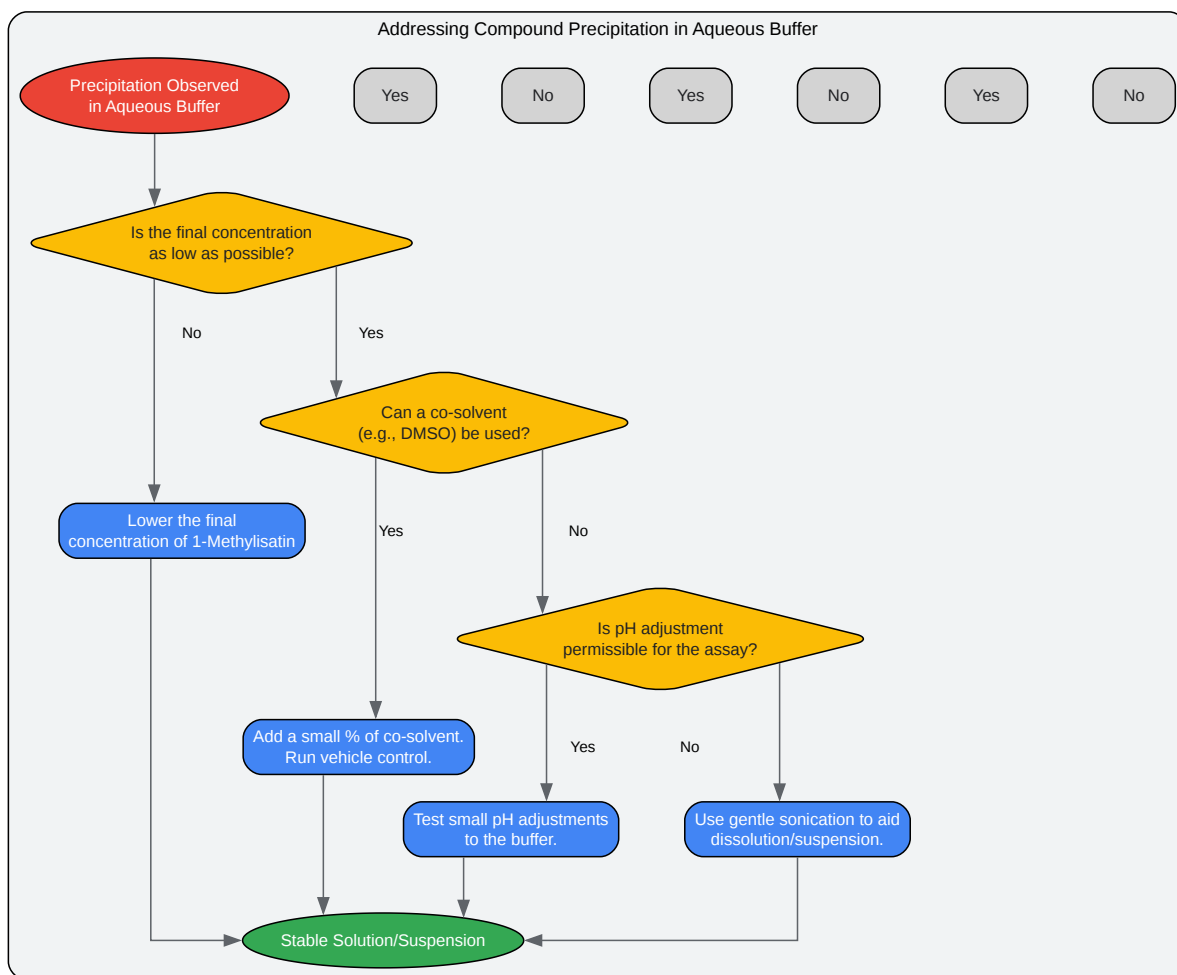 Addressing Compound Precipitation in Aqueous Buffer
Precipitation Observed
in Aqueous Buffer
Yes
No
Yes
No
Yes
No
Is the final concentration
as low as possible?
No
Yes
Can a co-solvent
(e.g., DMSO) be used?
Lower the final
concentration of 1-Methylisatin
Yes
No
Is pH adjustment
permissible for the assay?
Add a small % of co-solvent.
Run vehicle control.
Yes
No
Test small pH adjustments
to the buffer.
Use gentle sonication to aid
dissolution/suspension.
Stable Solution/Suspension